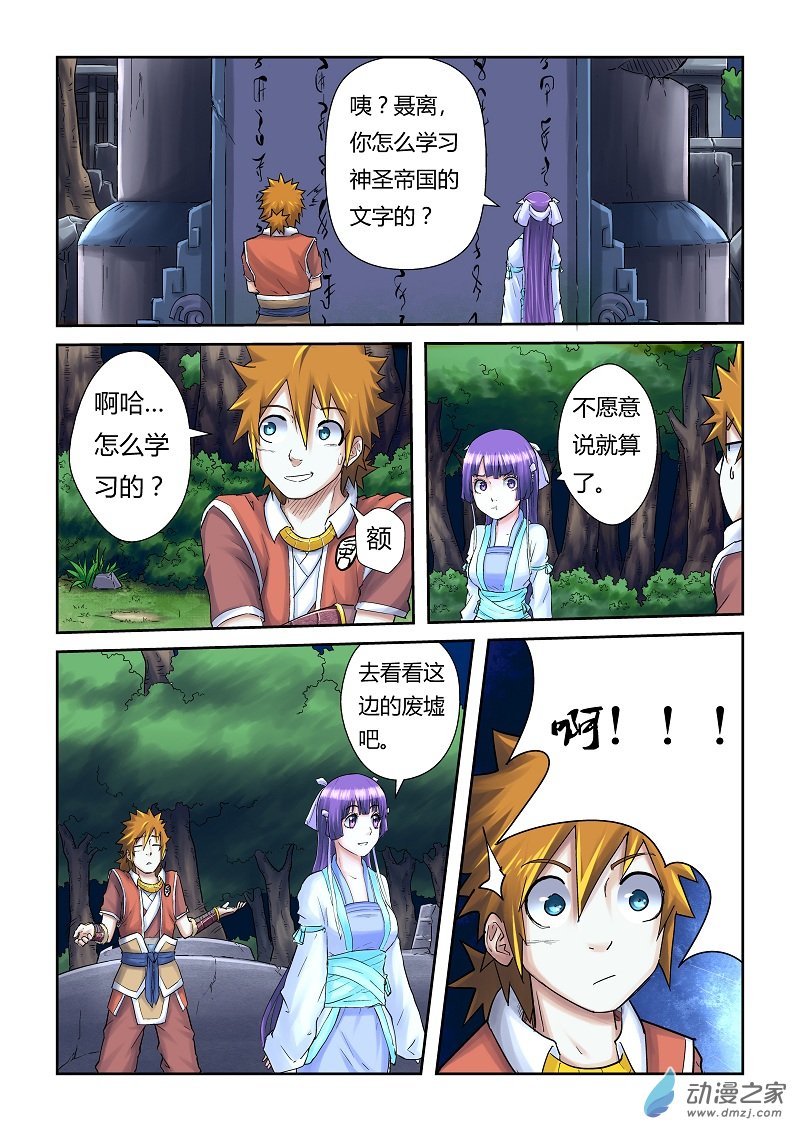 咦？聂离，
你怎么学习
神圣帝国的
文字的？
啊哈...
怎么学
习的？
额
不愿意
说就算
了。
去看看这
边的废墟
吧。
啊！！！
动漫之家
www.dmzj.com